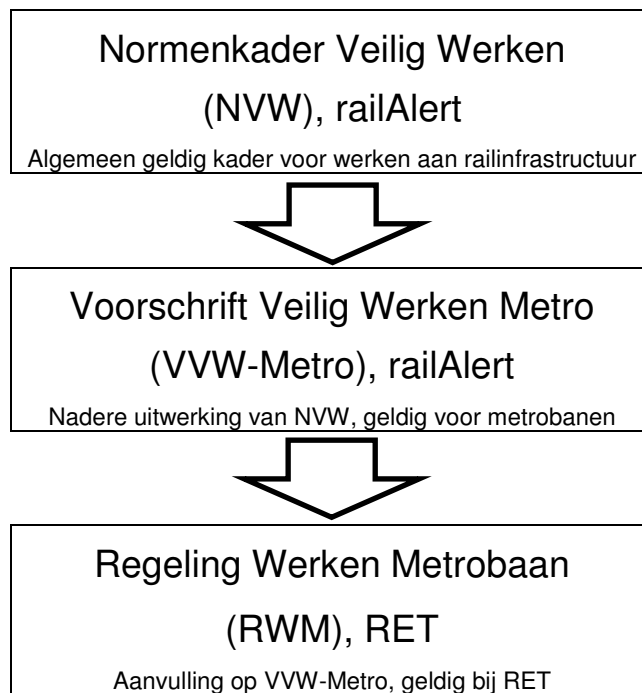 Normenkader Veilig Werken
(NVW), railAlert
Algemeen geldig kader voor werken aan railinfrastructuur
Voorschrift Veilig Werken Metro
(VVW-Metro), railAlert
Nadere uitwerking van NVW, geldig voor metrobanen
Regeling Werken Metrobaan
(RWM), RET
Aanvulling op VVW-Metro, geldig bij RET